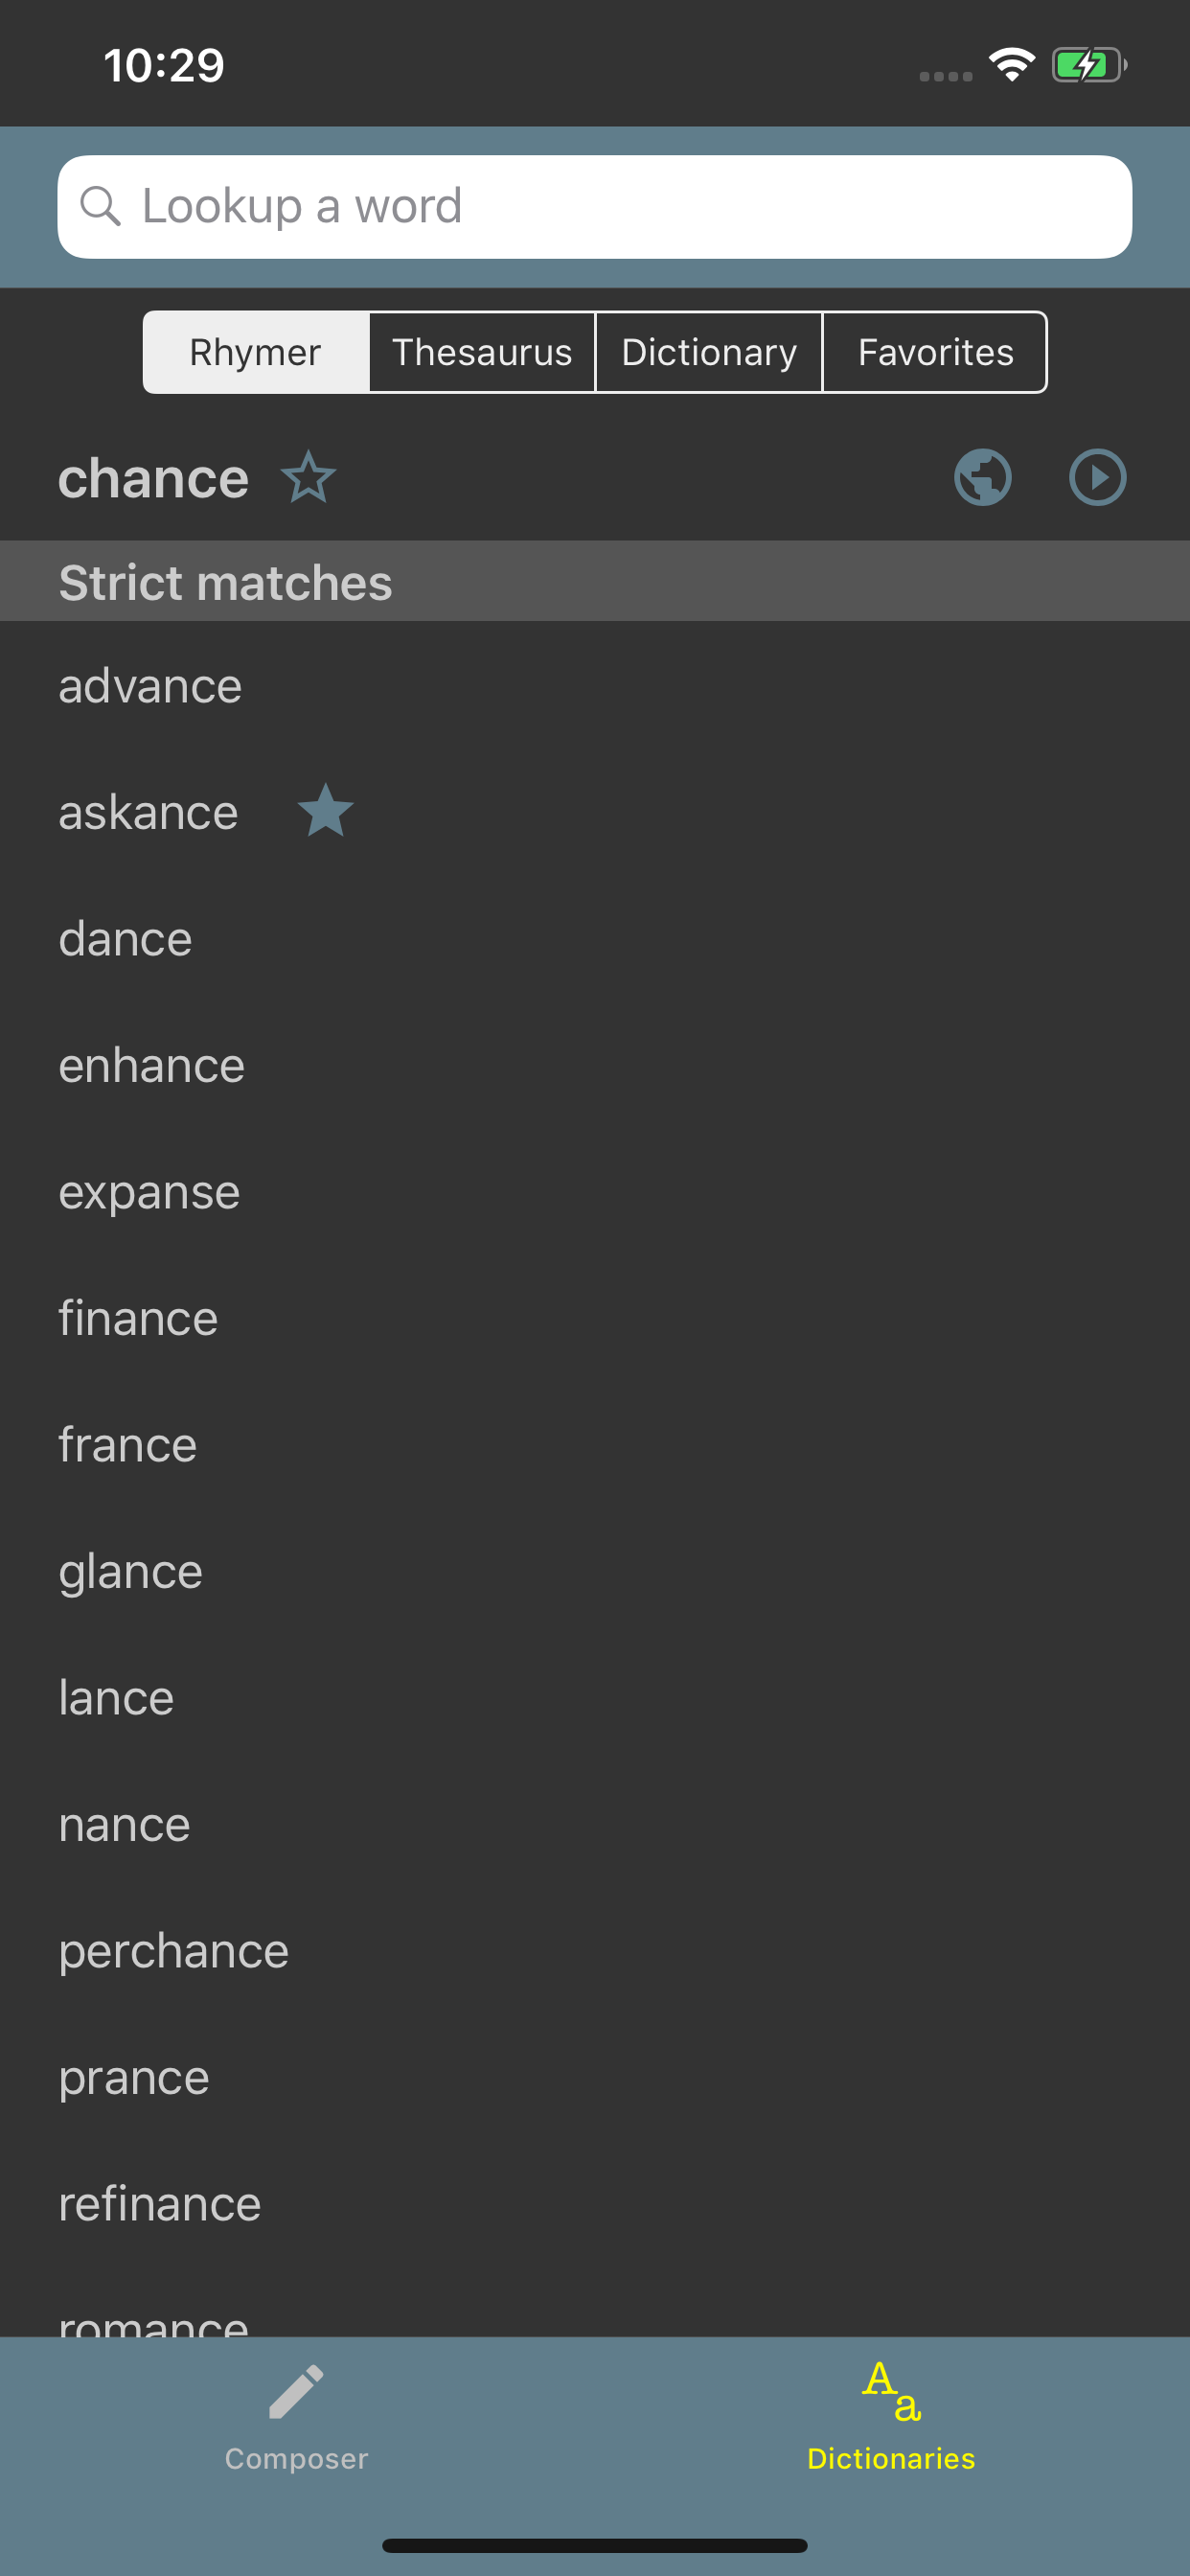 10:29
Lookup a word
Rhymer Thesaurus Dictionary Favorites
chance
Strict matches
advance
askance
dance
enhance
expanse
finance
france
glance
lance
nance
perchance
prance
refinance
romance
Aa
Composer Dictionaries